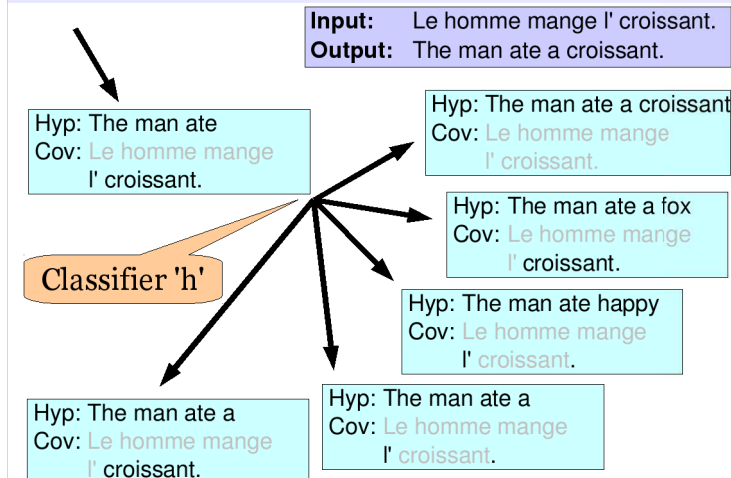 Input: Le homme mange l' croissant.
Output: The man ate a croissant.
Hyp: The man ate
Cov: Le homme mange
l' croissant.
Hyp: The man ate a croissant
Cov: Le homme mange
l' croissant.
Hyp: The man ate a fox
Cov: Le homme mange
l' croissant.
Classifier 'h'
Hyp: The man ate happy
Cov: Le homme mange
l' croissant.
Hyp: The man ate a
Cov: Le homme mange
l' croissant.
Hyp: The man ate a
Cov: Le homme mange
l' croissant.